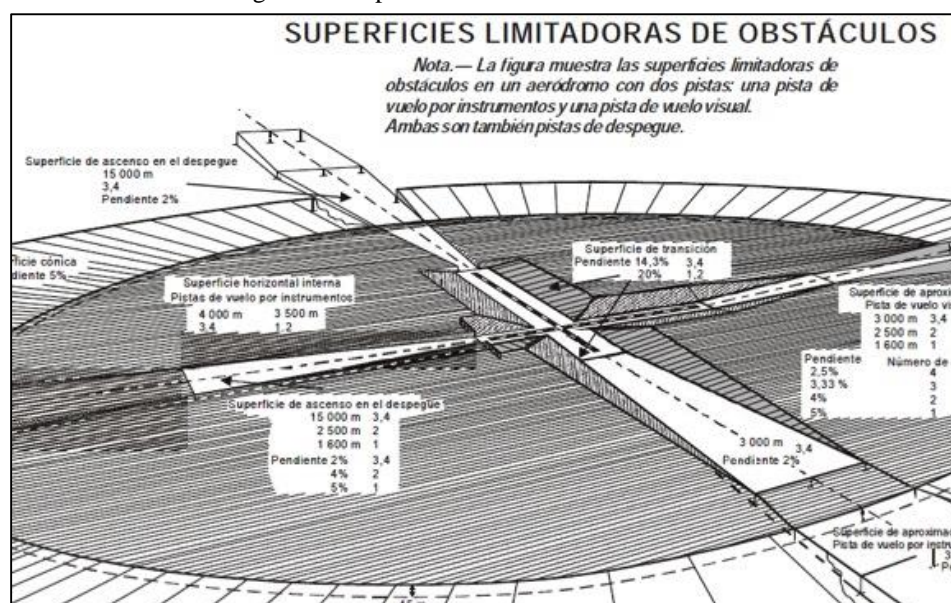 SUPERFICIES LIMITADORAS DE OBSTÁCULOS
Nota.— La figura muestra las superficies limitadoras de
obstáculos en un aeródromo con dos pistas: una pista de
vuelo por instrumentos y una pista de vuelo visual.
Ambas son también pistas de despegue.
Superficie de ascenso en el despegue
15 000 m
3,4
Pendiente 2%
ficie cónica
diente 5%
Superficie horizontal interna
Pistas de vuelo por instrumentos
4 000 m 3 500 m
3,4 1,2
Superficie de transición
Pendiente 14,3% 3,4
20% 1,2
Superficie de aproxi
Pista de vuelo vi
3 000 m 3,4
2 500 m 2
1 600 m 1
Pendiente Número de
2,5% 4
3,33 % 3
4% 2
5% 1
Superficie de ascenso en el despegue
15 000 m 3,4
2 500 m 2
1 600 m 1
Pendiente 2% 3,4
4% 2
5% 1
3 000 m 3,4
Pendiente 2%
Superficie de aproxima
Pista de vuelo por instru